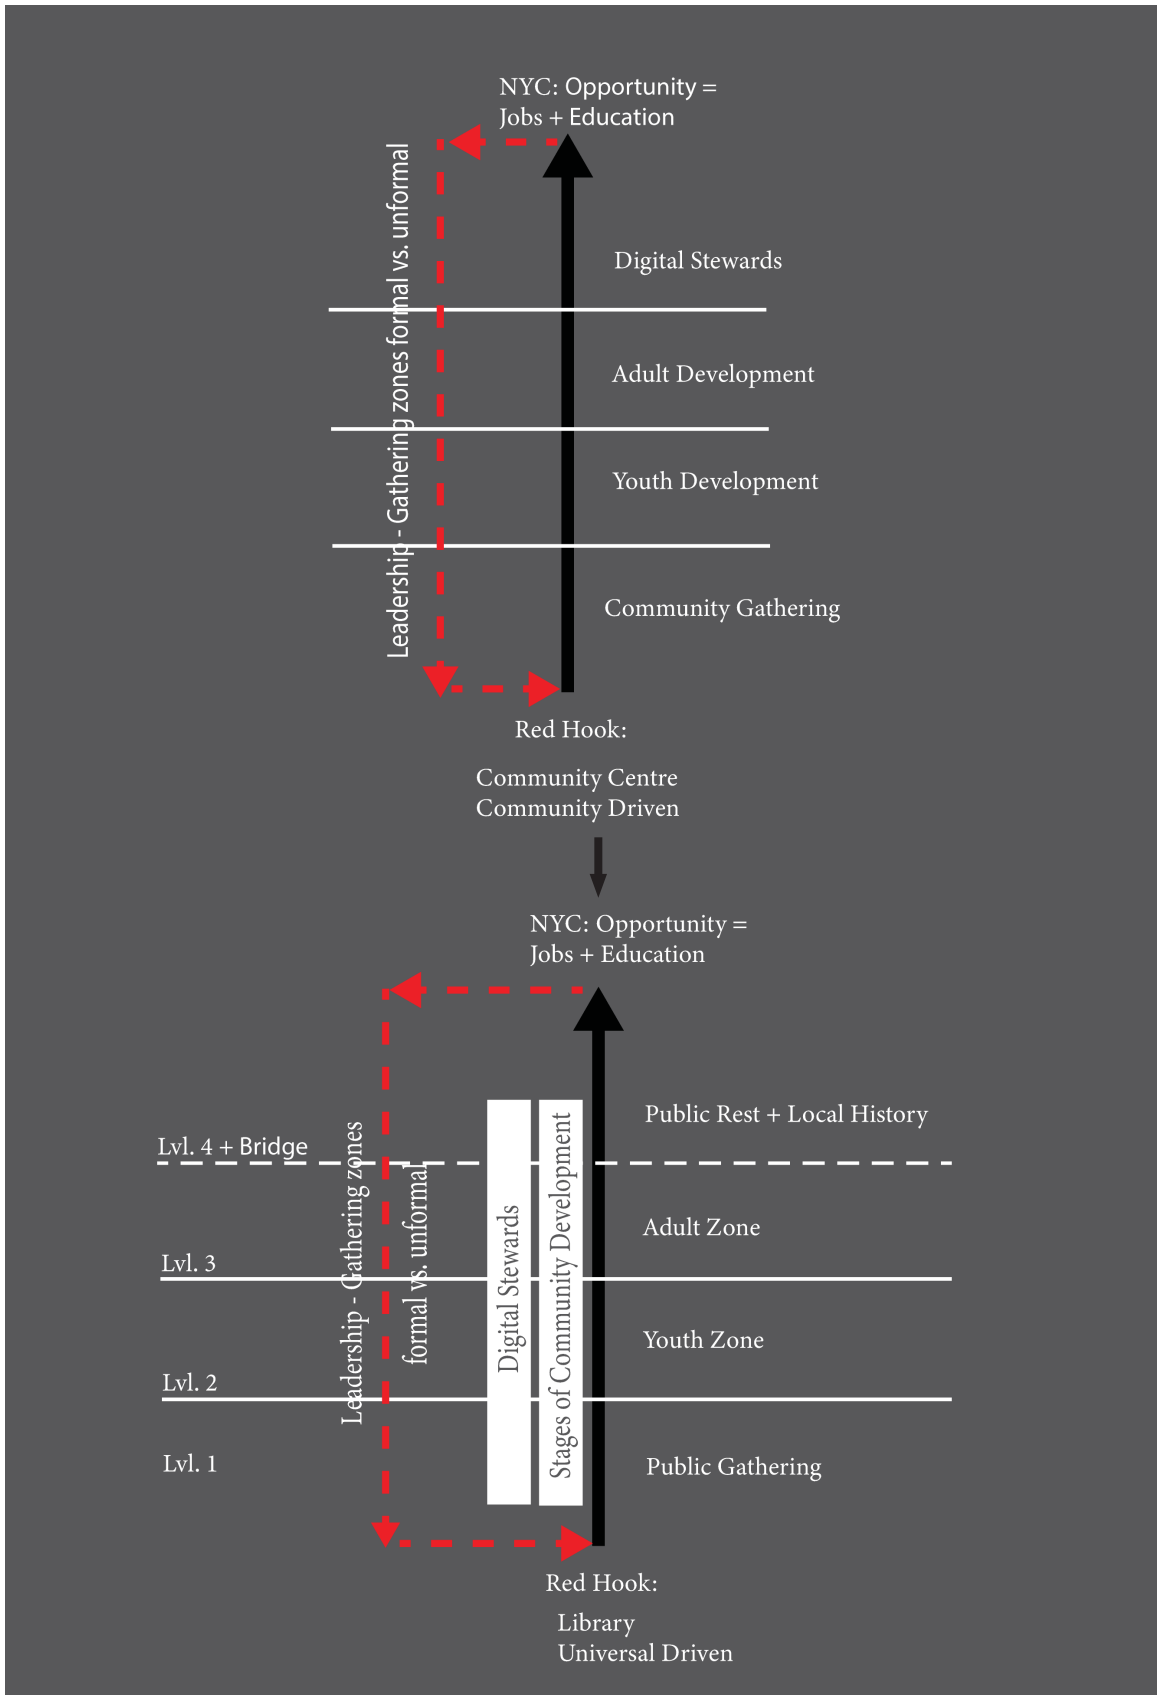 NYC: Opportunity =
Jobs + Education
Leadership - Gathering zones formal vs. unformal
Digital Stewards
Adult Development
Youth Development
Community Gathering
Red Hook:
Community Centre
Community Driven
NYC: Opportunity =
Jobs + Education
Public Rest + Local History
Lvl. 4 + Bridge
Leadership - Gathering zones
formal vs. unformal
Digital Stewards
Stages of Community Development
Adult Zone
Lvl. 3
Youth Zone
Lvl. 2
Lvl. 1
Public Gathering
Red Hook:
Library
Universal Driven